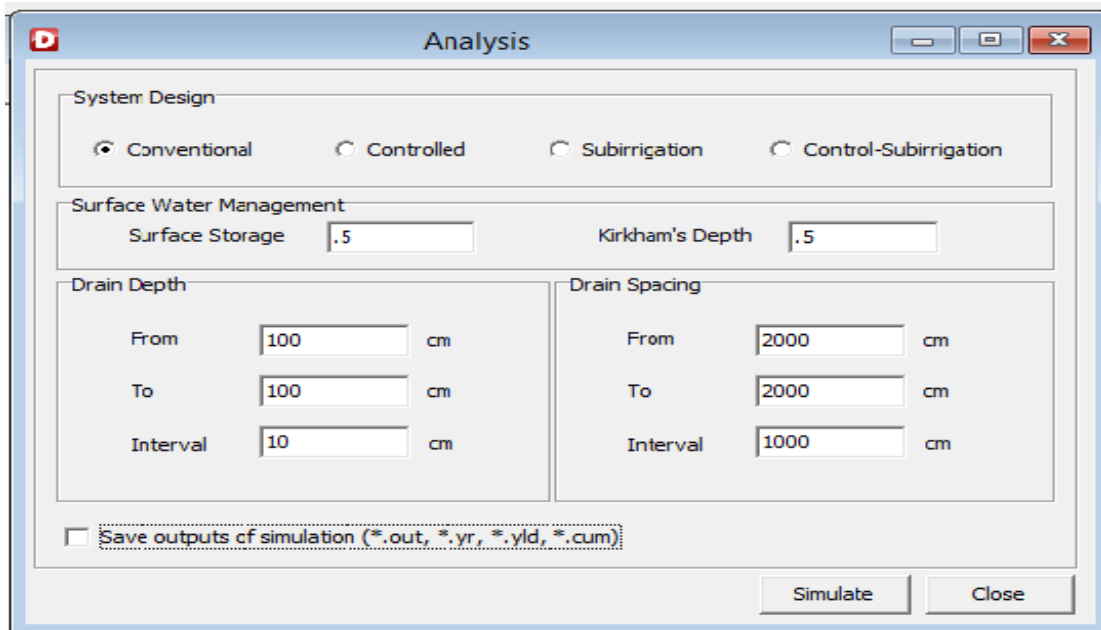 D Analysis
System Design
Conventional Controlled Subirrigation Control-Subirrigation
Surface Water Management
Surface Storage .5 Kirkham's Depth .5
Drain Depth Drain Spacing
From 100 cm From 2000 cm
To 100 cm To 2000 cm
Interval 10 cm Interval 1000 cm
Save outputs of simulation (*.out, *.yr, *.yld, *.cum)
Simulate Close